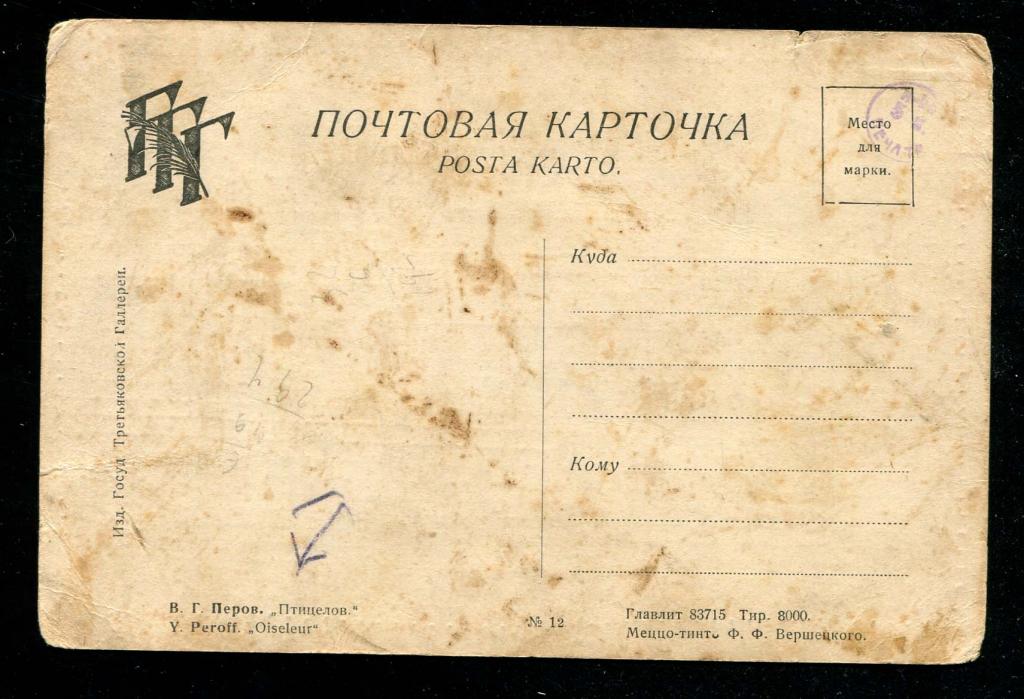 ГТГ
ПОЧТОВАЯ КАРТОЧКА
POSTA KARTO.
Место
для
марки.
Куда
Кому
Изд. Госуд Третьяковской Галлереи.
В. Г. Перов. „Птицелов.“
Y. Peroff. „Oiseleur“
№ 12
Главлит 83715 Тир. 8000.
Меццо-тинто Ф. Ф. Вершецкого.